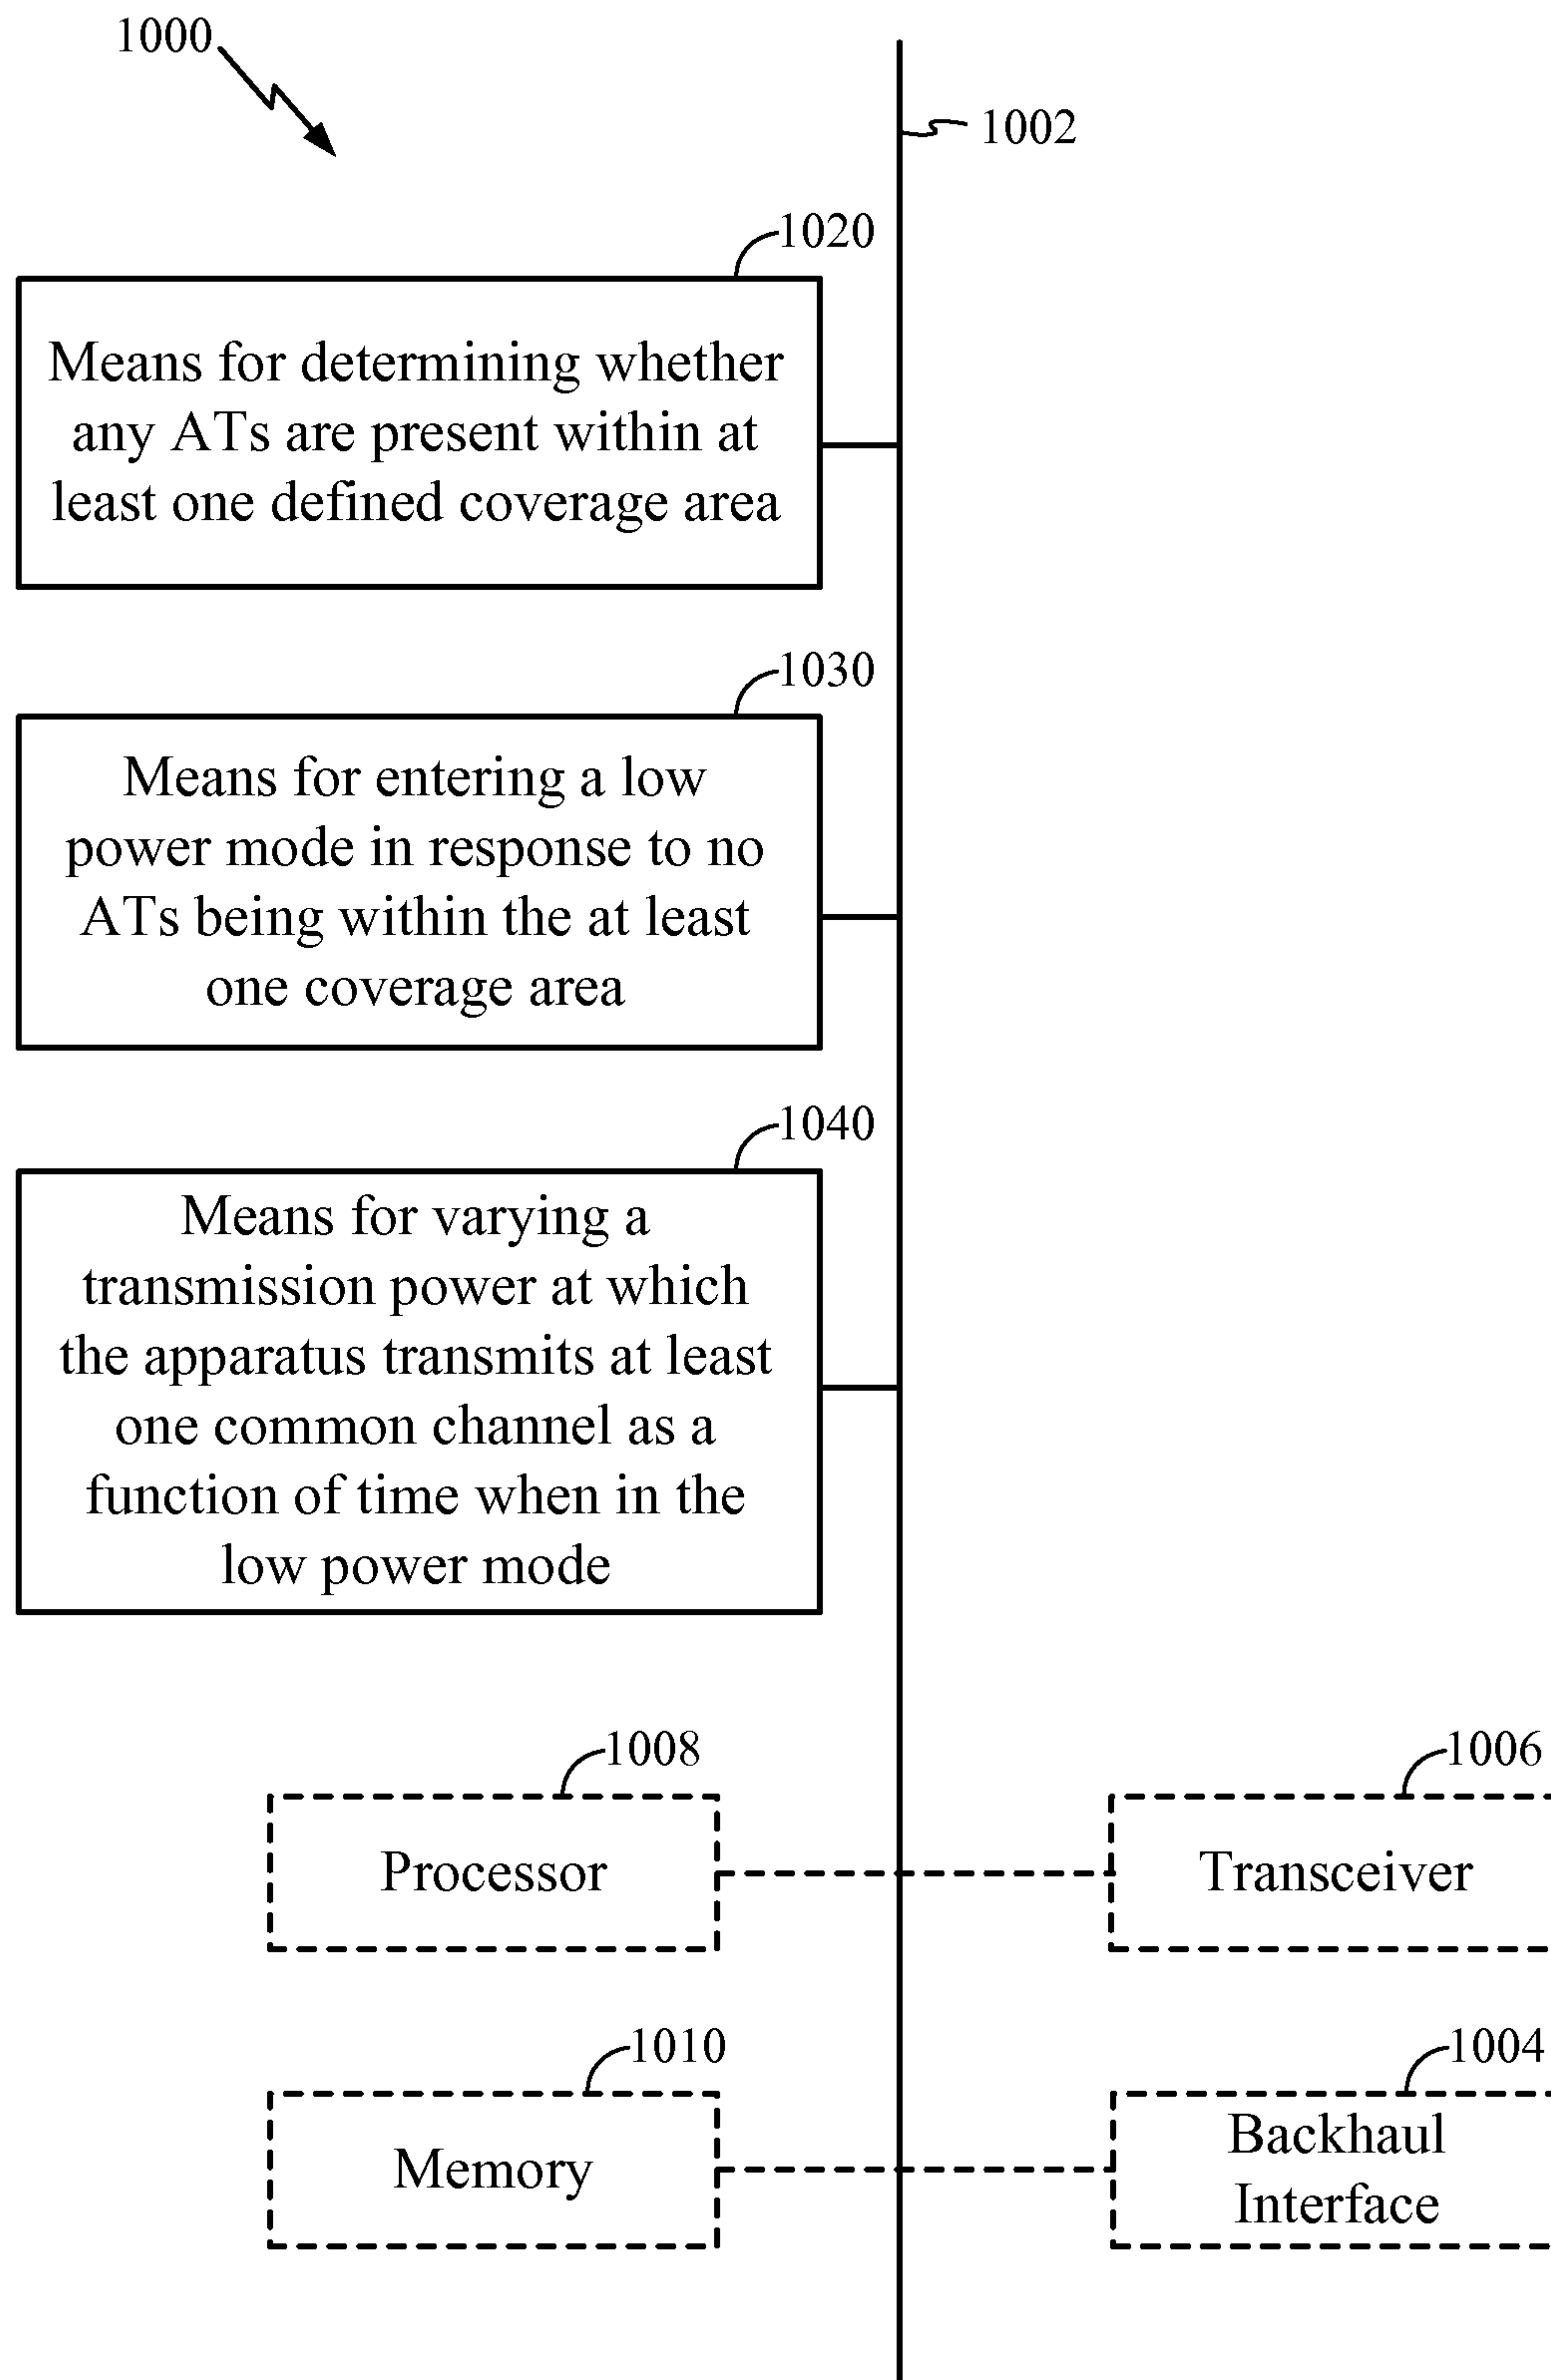 1000
1002
1020
Means for determining whether
any ATs are present within at
least one defined coverage area
1030
Means for entering a low
power mode in response to no
ATs being within the at least
one coverage area
1040
Means for varying a
transmission power at which
the apparatus transmits at least
one common channel as a
function of time when in the
low power mode
1008
Processor
1006
Transceiver
1010
Memory
1004
Backhaul
Interface